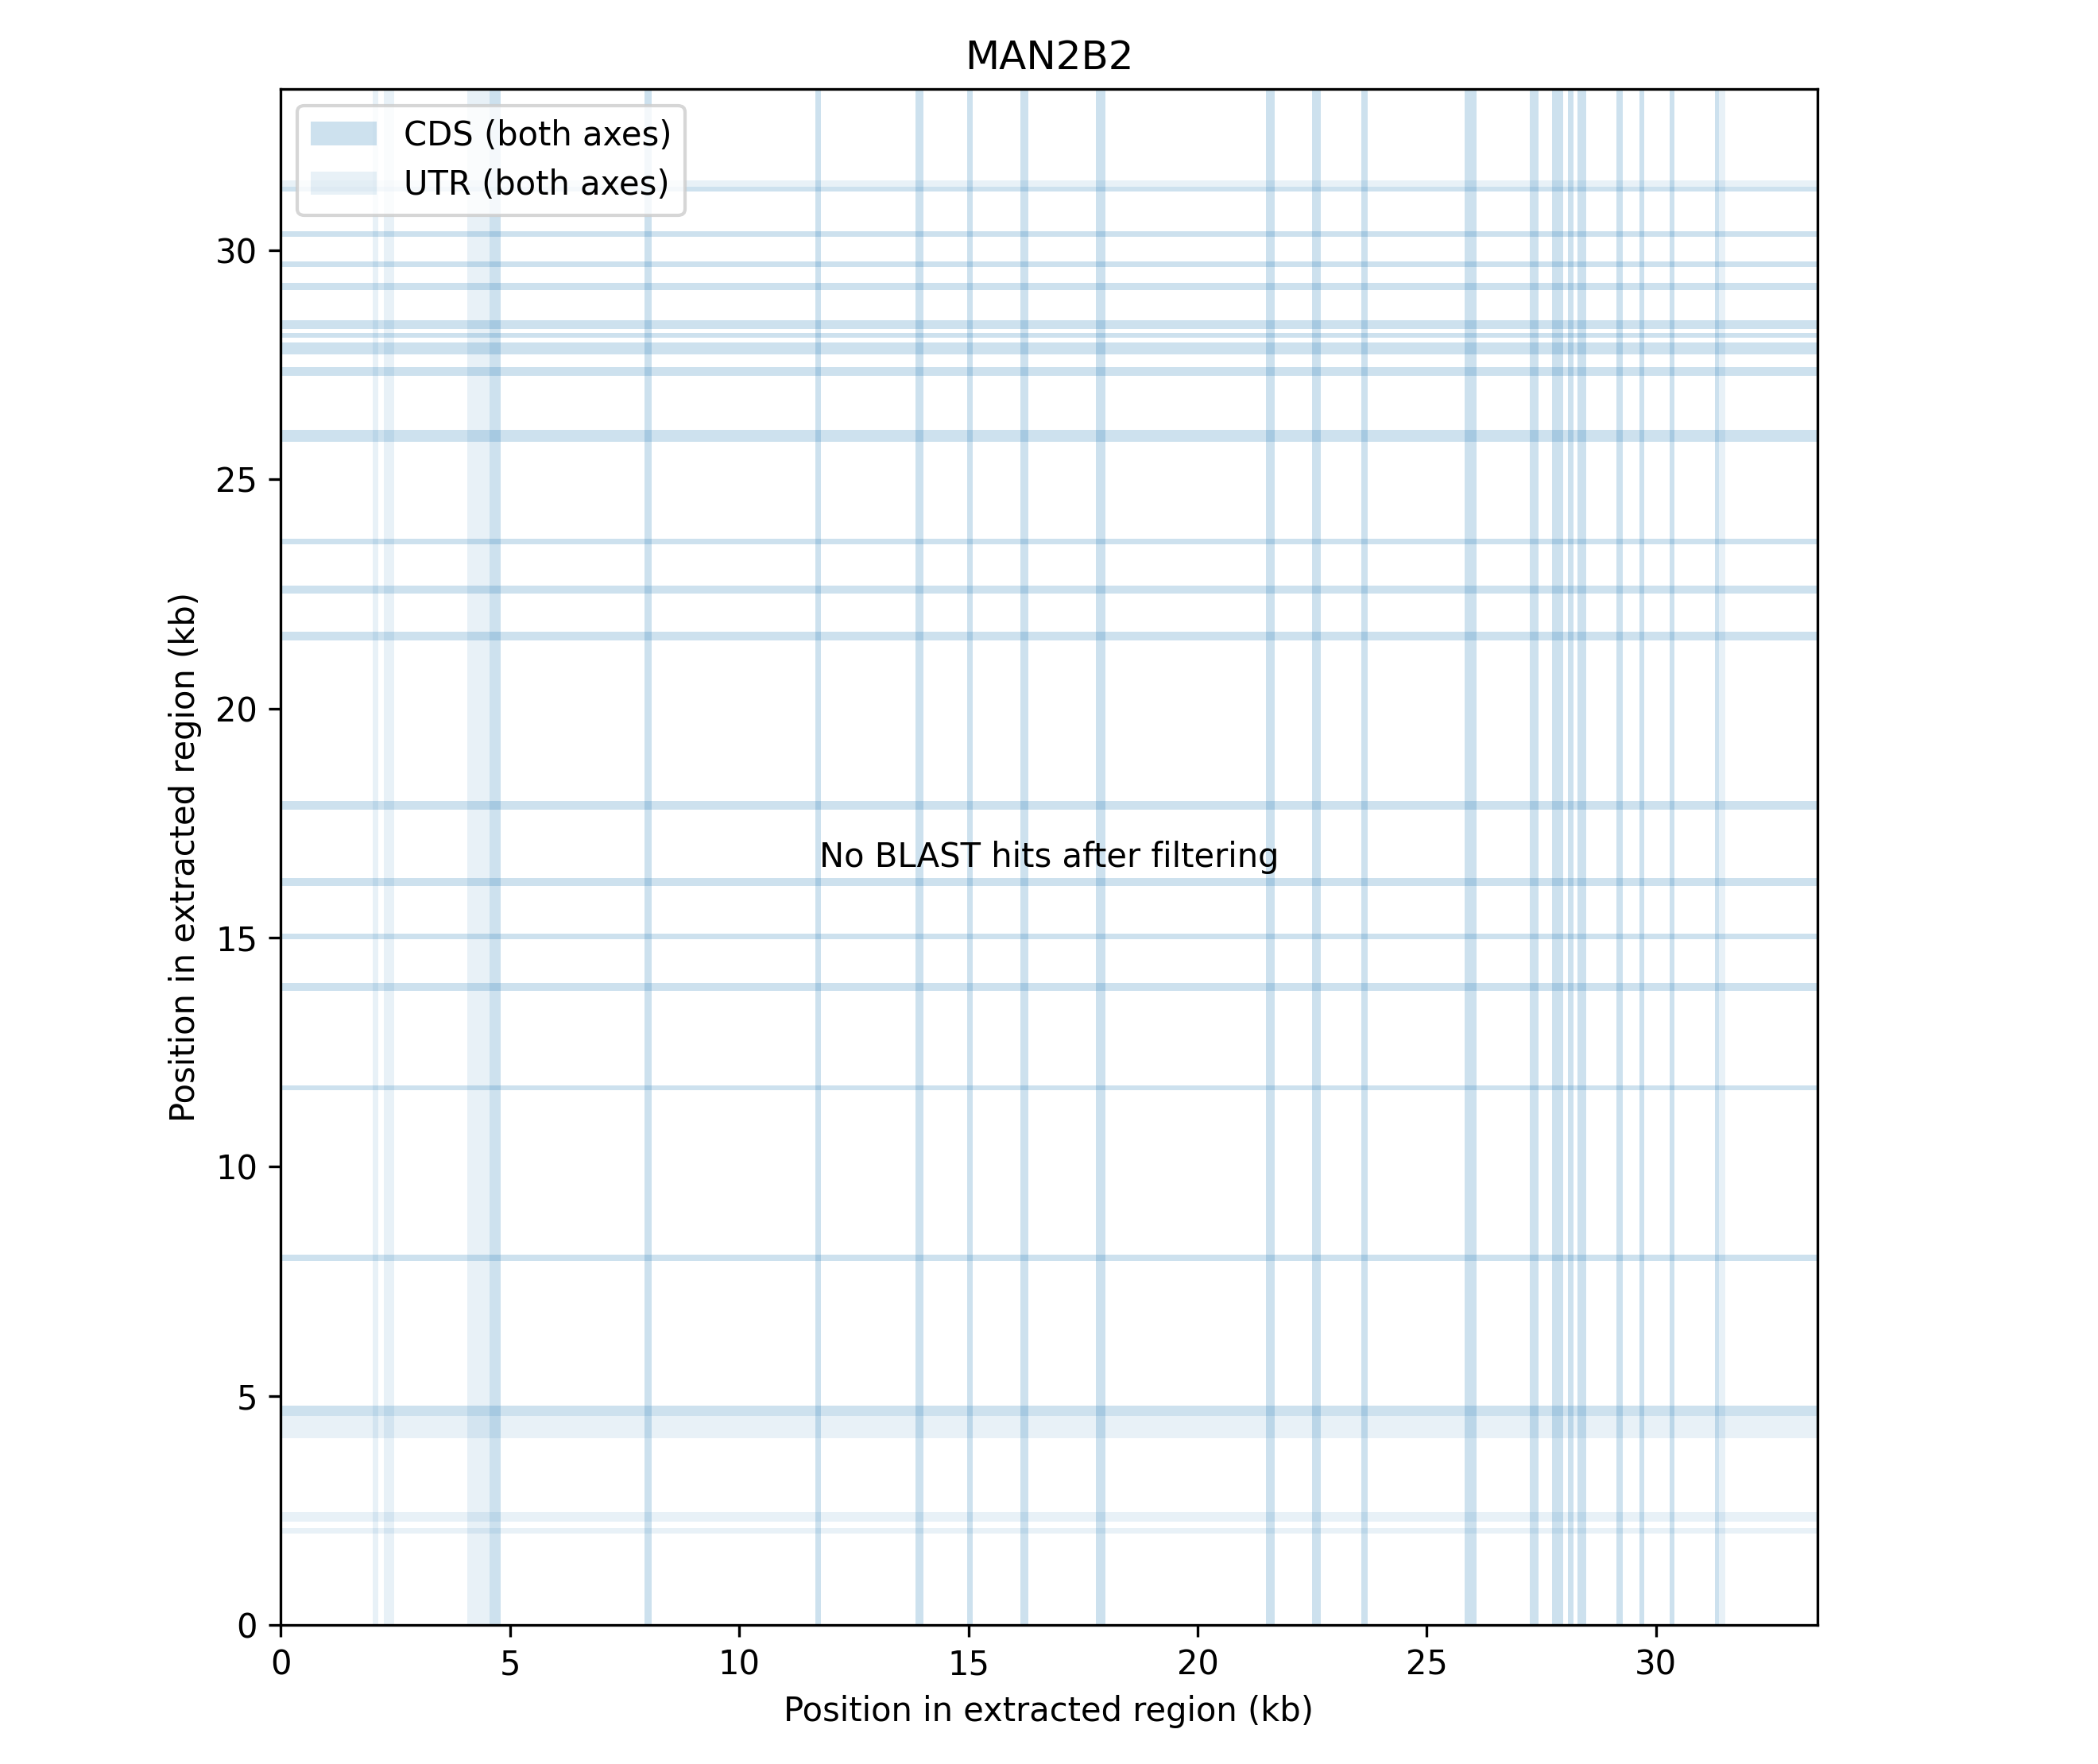 MAN2B2
CDS (both axes)
UTR (both axes)
30
25
20
15
10
5
0
Position in extracted region (kb)
No BLAST hits after filtering
0 5 10 15 20 25 30
Position in extracted region (kb)